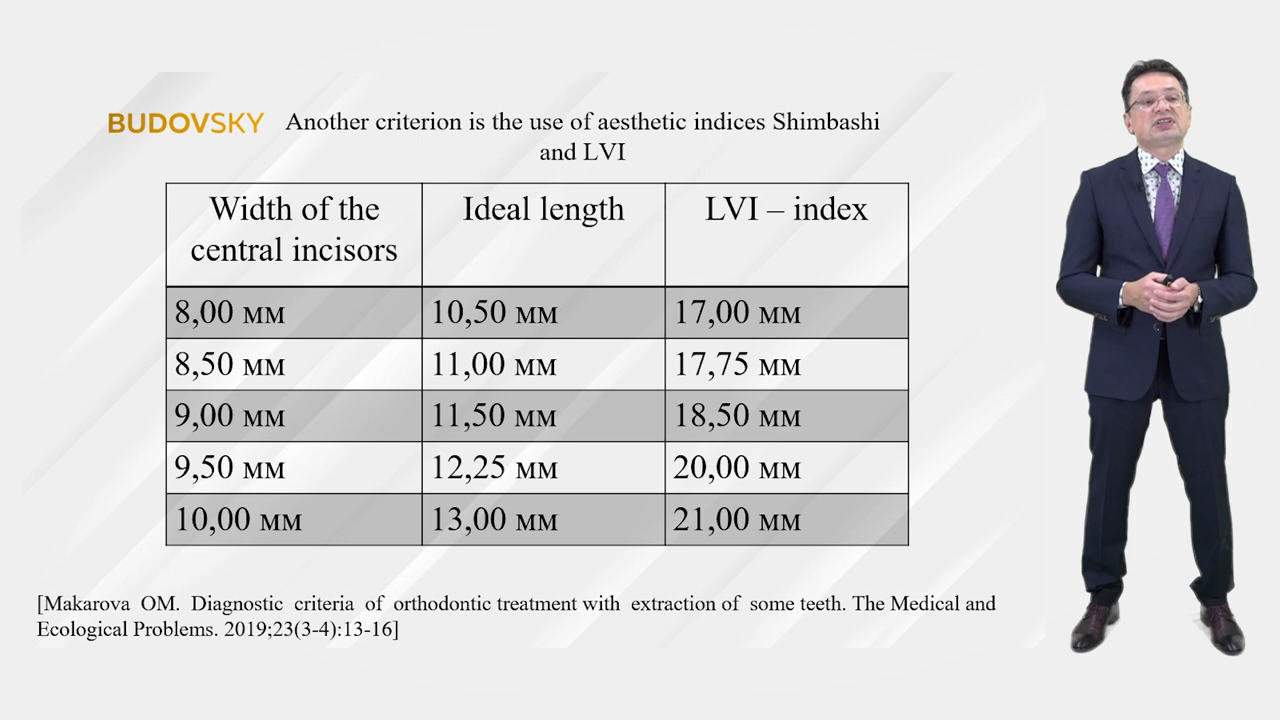 BUDOVSKY
Another criterion is the use of aesthetic indices Shimbashi
and LVI
Width of the
central incisors
Ideal length
LVI – index
8,00 мм
10,50 мм
17,00 мм
8,50 мм
11,00 мм
17,75 мм
9,00 мм
11,50 мм
18,50 мм
9,50 мм
12,25 мм
20,00 мм
10,00 мм
13,00 мм
21,00 мм
[Makarova OM. Diagnostic criteria of orthodontic treatment with extraction of some teeth. The Medical and
Ecological Problems. 2019;23(3-4):13-16]